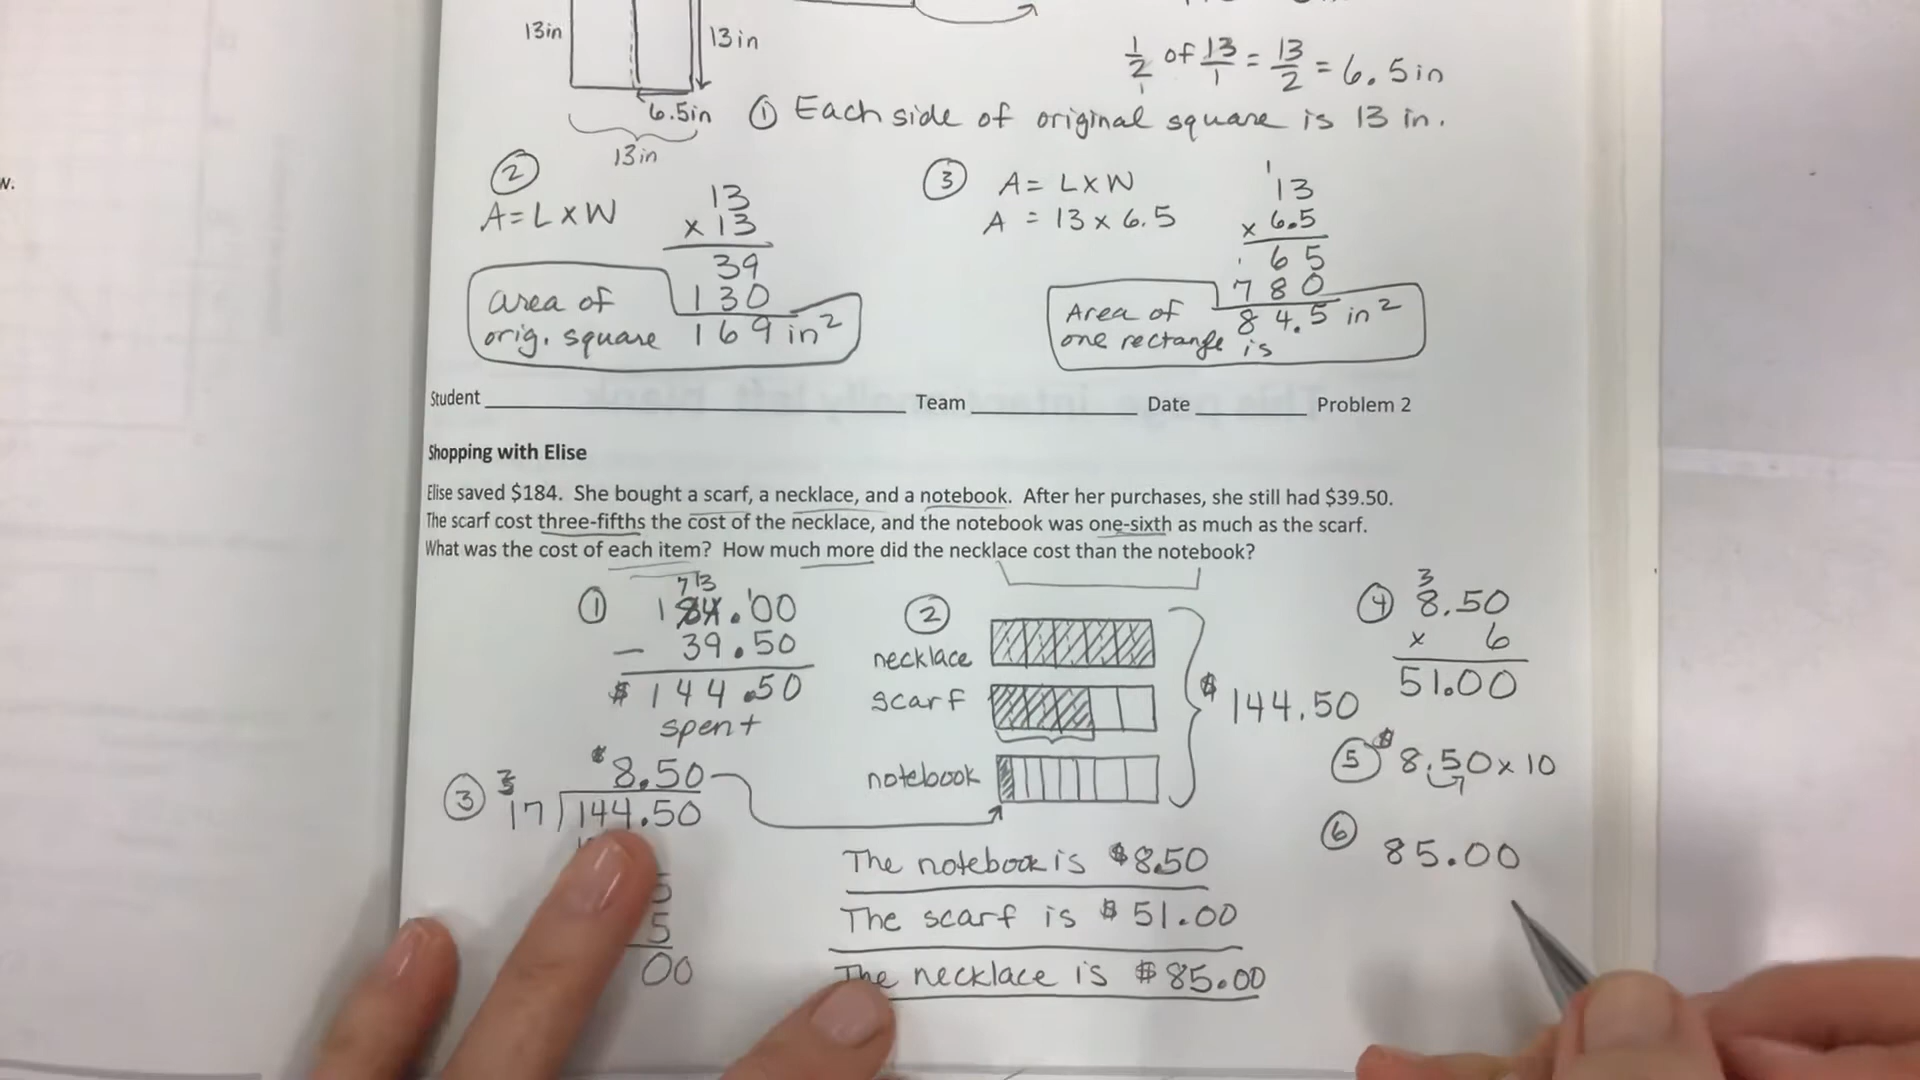 13in
13in
6.5in
13in
1/2 of 13/1 = 13/2 = 6.5in
① Each side of original square is 13 in.
②
A = L x W
13
x 13
39
130
169 in²
area of
orig. square
③ A = L x W
A = 13 x 6.5
1
13
x 6.5
65
780
84.5 in²
Area of
one rectangle is
Student Team Date Problem 2
Shopping with Elise
Elise saved $184. She bought a scarf, a necklace, and a notebook. After her purchases, she still had $39.50.
The scarf cost three-fifths the cost of the necklace, and the notebook was one-sixth as much as the scarf.
What was the cost of each item? How much more did the necklace cost than the notebook?
① 7 13
184.00
- 39.50
$144.50
spent
②
necklace
scarf
notebook
$144.50
③ $8.50
17 144.50
5
5
00
The notebook is $8.50
The scarf is $51.00
The necklace is $85.00
④ 3
8.50
x 6
51.00
⑤ $8.50 x 10
⑥ 85.00
w.